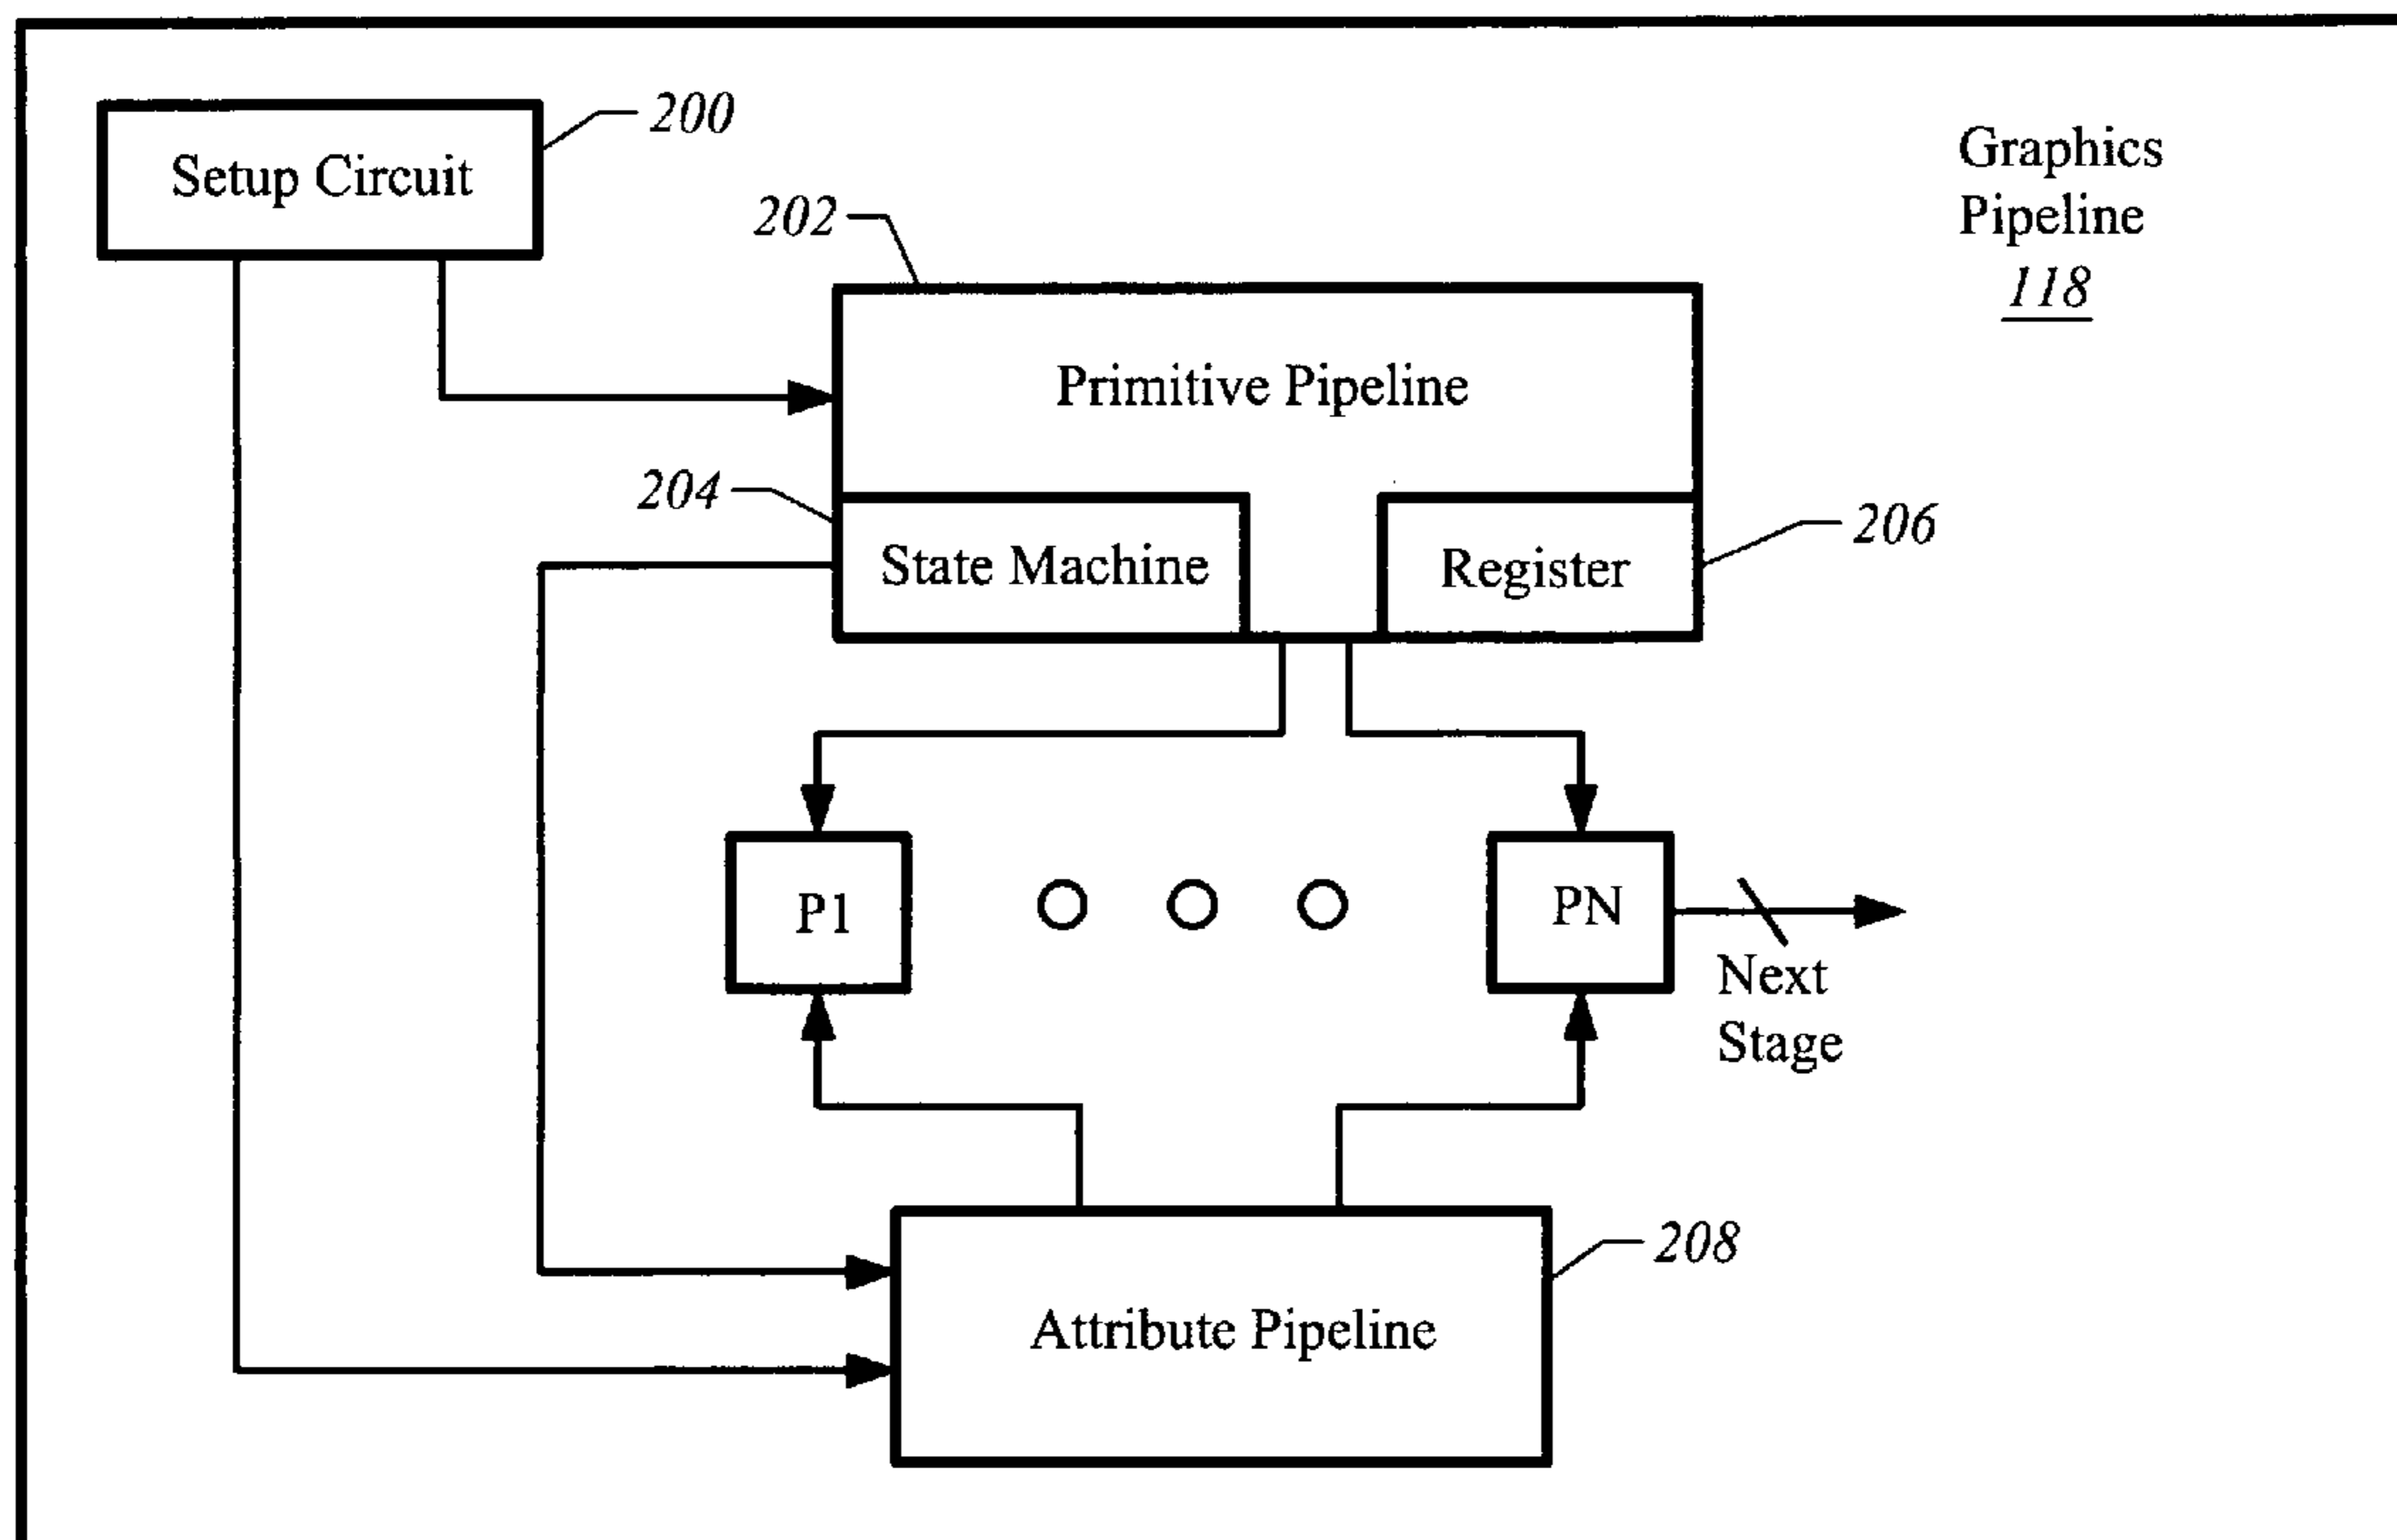 200
Setup Circuit
Graphics
Pipeline
118
202
Primitive Pipeline
204
State Machine
Register
206
P1
PN
Next
Stage
208
Attribute Pipeline